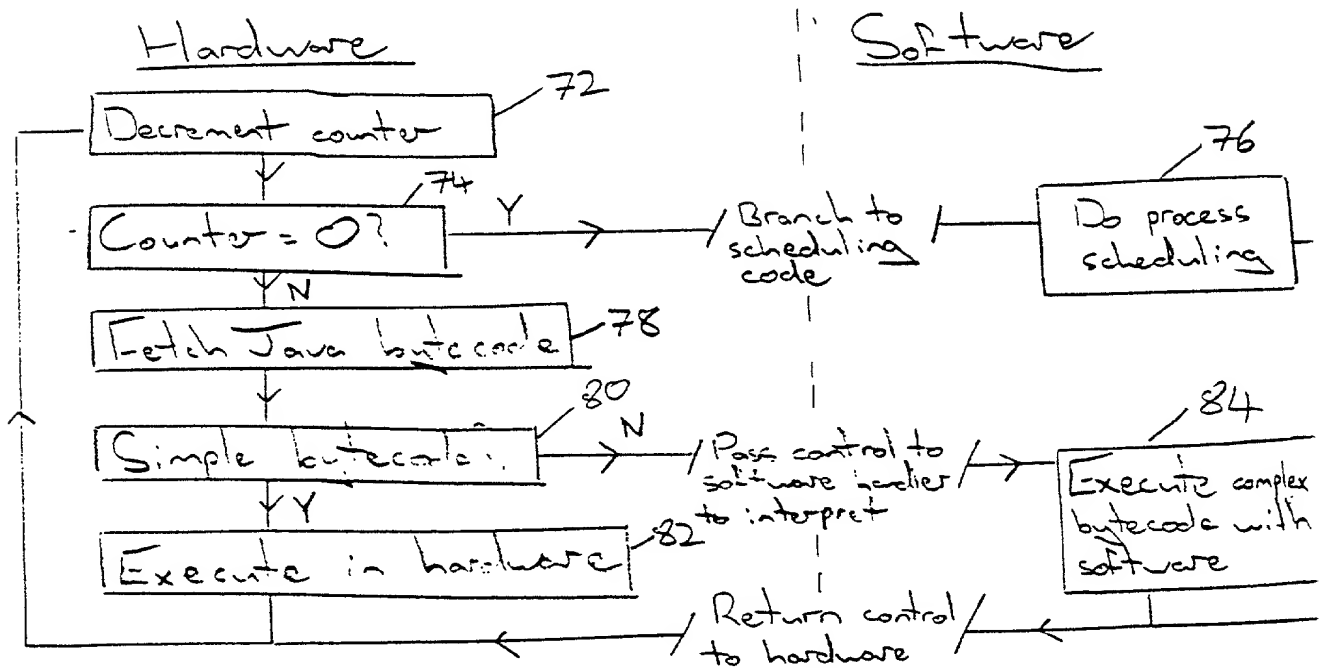 Hardware
Software
72
Decrement counter
76
74
Counter = 0?
Y
Branch to
scheduling
code
Do process
scheduling
N
78
Fetch Java bytecode
80
84
Simple bytecode?
N
Pass control to
software handler
to interpret
Execute complex
bytecode with
software
Y
82
Execute in hardware
Return control
to hardware